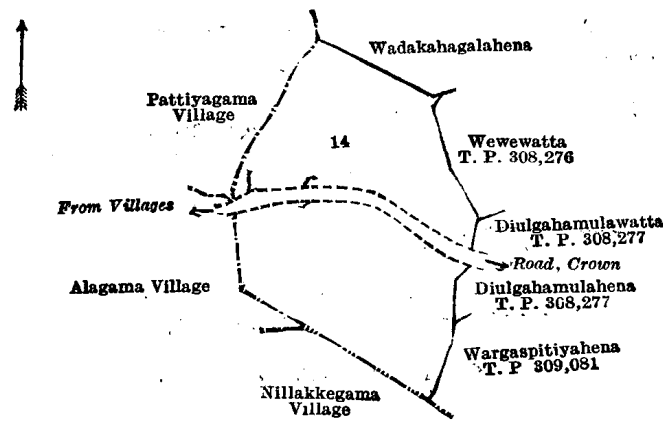 Wadakahagalahena
Pattiyagama
Village
14
Wewewatta
T. P. 308,276
From Villages
Diulgahamulawatta
T. P. 308,277
Road, Crown
Alagama Village
Diulgahamulahena
T. P. 308,277
Wargaspitiyahena
T. P 309,081
Nillakkegama
Village